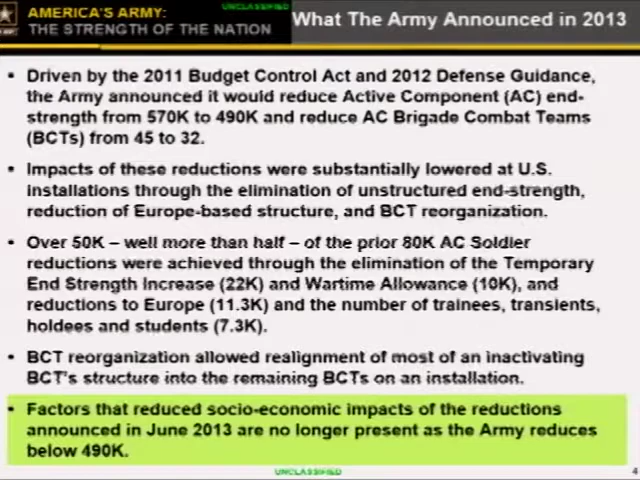 UNCLASSIFIED
AMERICA'S ARMY:
THE STRENGTH OF THE NATION
What The Army Announced in 2013
• Driven by the 2011 Budget Control Act and 2012 Defense Guidance,
the Army announced it would reduce Active Component (AC) end-
strength from 570K to 490K and reduce AC Brigade Combat Teams
(BCTs) from 45 to 32.
• Impacts of these reductions were substantially lowered at U.S.
installations through the elimination of unstructured end-strength,
reduction of Europe-based structure, and BCT reorganization.
• Over 50K – well more than half – of the prior 80K AC Soldier
reductions were achieved through the elimination of the Temporary
End Strength Increase (22K) and Wartime Allowance (10K), and
reductions to Europe (11.3K) and the number of trainees, transients,
holdees and students (7.3K).
• BCT reorganization allowed realignment of most of an inactivating
BCT's structure into the remaining BCTs on an installation.
• Factors that reduced socio-economic impacts of the reductions
announced in June 2013 are no longer present as the Army reduces
below 490K.
UNCLASSIFIED
4